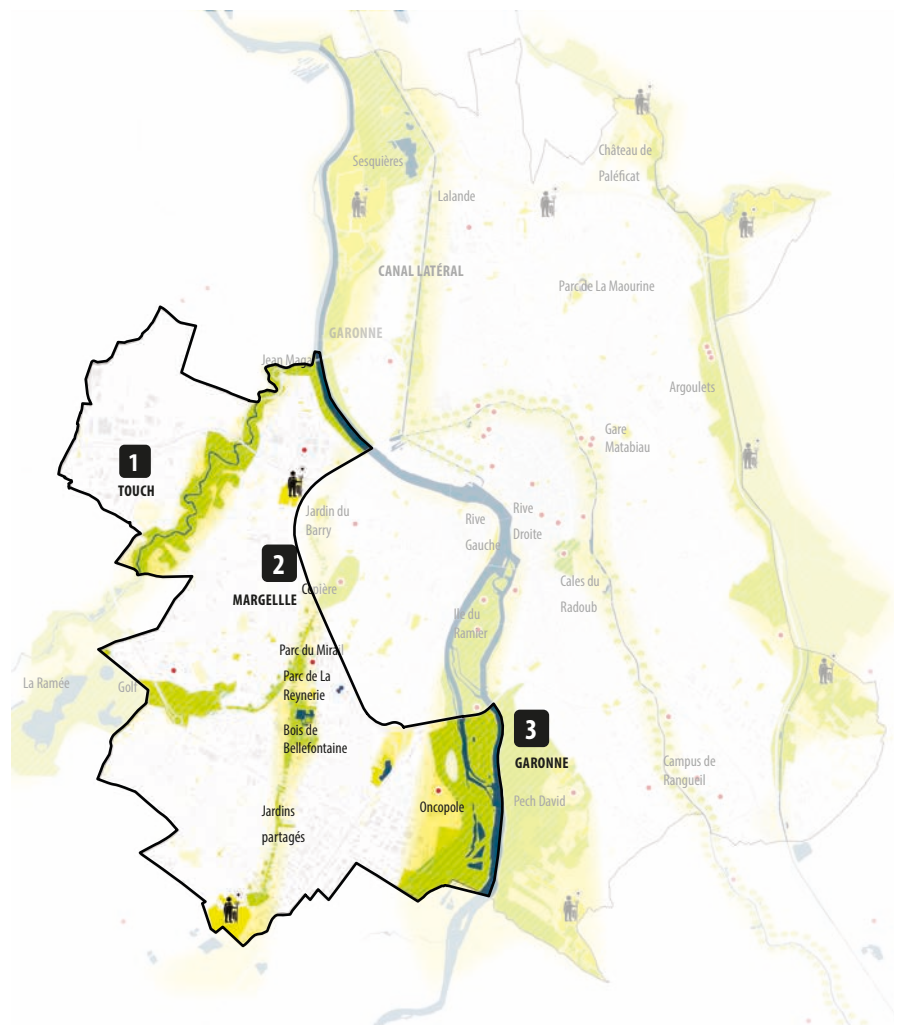 Sesquières
Château de
Paléficat
Lalande
CANAL LATÉRAL
Parc de La Maourine
GARONNE
Jean Maga
Argoulets
Gare
Matabiau
1
TOUCH
Jardin du
Barry
Rive
Gauche
Rive
Droite
2
MARGELLLE
Cépière
Cales du
Radoub
Ile du
Ramier
Parc du Mirail
La Ramée
Golf
Parc de La
Reynerie
Bois de
Bellefontaine
3
GARONNE
Campus de
Rangueil
Oncopole
Pech David
Jardins
partagés